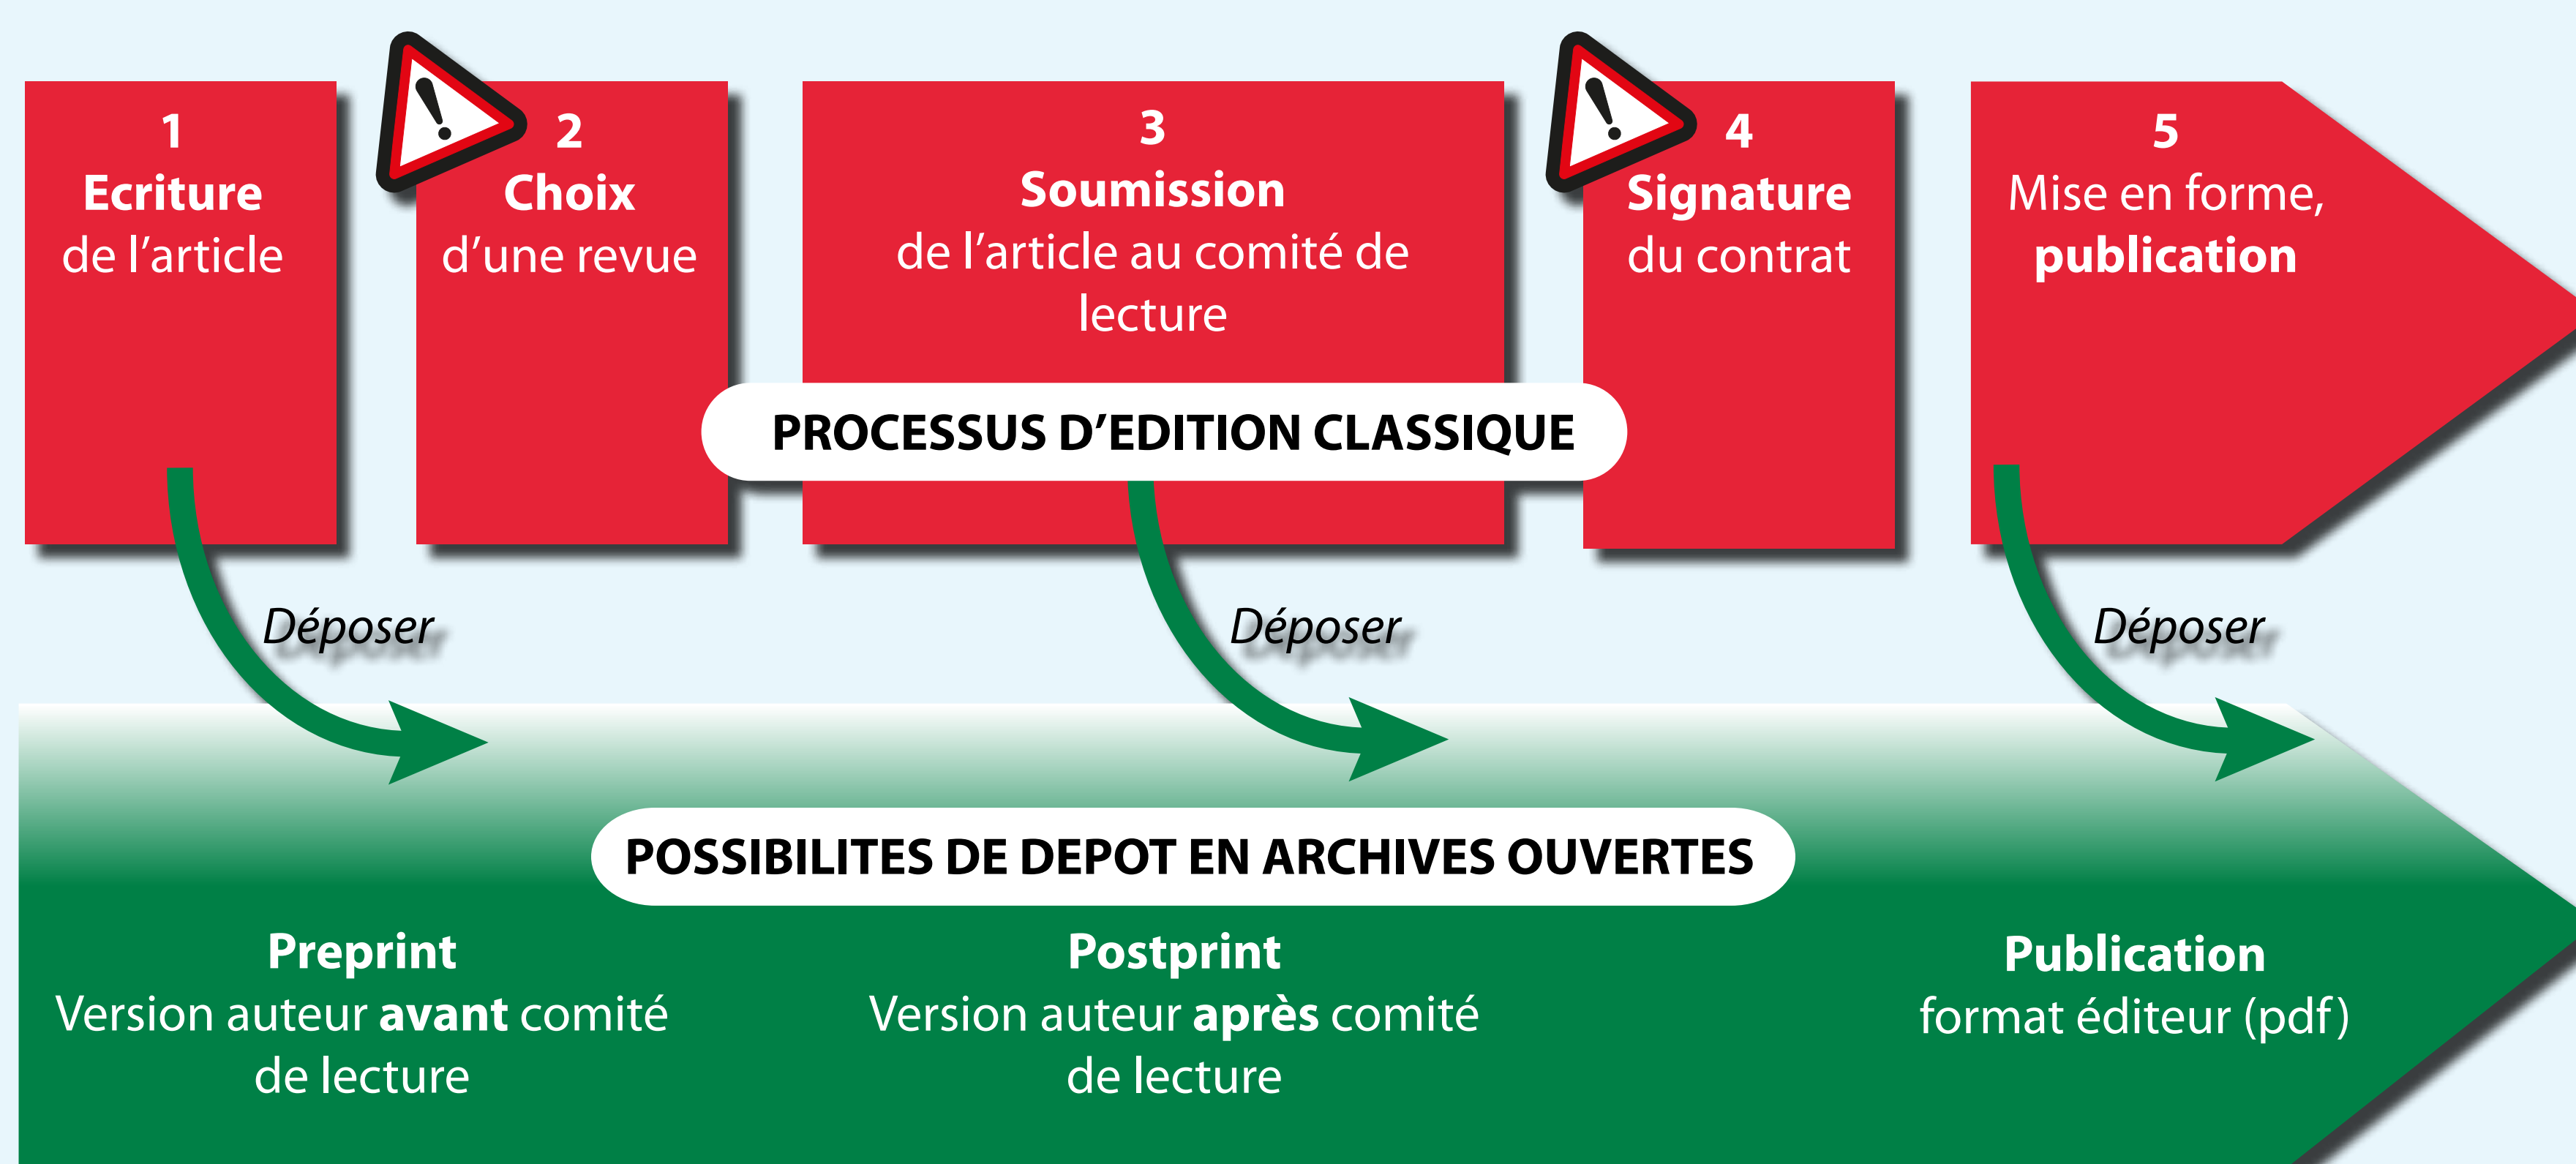 1
Ecriture
de l’article
2
Choix
d’une revue
3
Soumission
de l’article au comité de
lecture
4
Signature
du contrat
5
Mise en forme,
publication
PROCESSUS D’EDITION CLASSIQUE
Déposer
Déposer
Déposer
POSSIBILITES DE DEPOT EN ARCHIVES OUVERTES
Preprint
Version auteur avant comité
de lecture
Postprint
Version auteur après comité
de lecture
Publication
format éditeur (pdf)